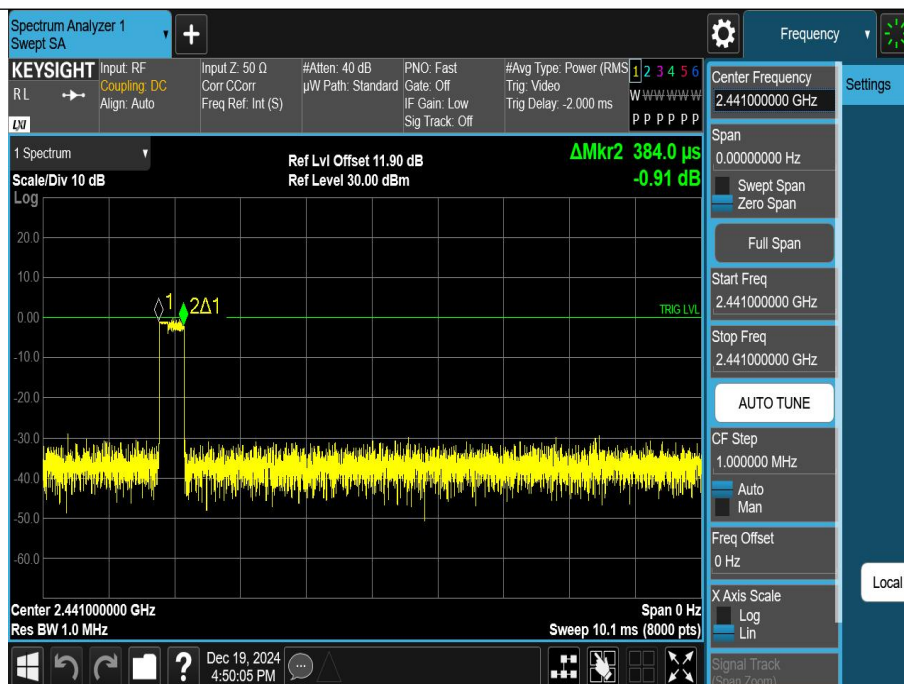 Spectrum Analyzer 1
Swept SA
+
Frequency
KEYSIGHT
R L
LXI
Input: RF
Coupling: DC
Align: Auto
Input Z: 50 Ω
Corr CCorr
Freq Ref: Int (S)
#Atten: 40 dB
µW Path: Standard
PNO: Fast
Gate: Off
IF Gain: Low
Sig Track: Off
#Avg Type: Power (RMS
Trig: Video
Trig Delay: -2.000 ms
1 2 3 4 5 6
W W W W W W
P P P P P P
1 Spectrum
Scale/Div 10 dB
Log
Ref Lvl Offset 11.90 dB
Ref Level 30.00 dBm
ΔMkr2 384.0 µs
-0.91 dB
20.0
10.0
0.00
-10.0
-20.0
-30.0
-40.0
-50.0
-60.0
1
2Δ1
TRIG LVL
Center 2.441000000 GHz
Res BW 1.0 MHz
Span 0 Hz
Sweep 10.1 ms (8000 pts)
Center Frequency
2.441000000 GHz
Span
0.00000000 Hz
Swept Span
Zero Span
Full Span
Start Freq
2.441000000 GHz
Stop Freq
2.441000000 GHz
AUTO TUNE
CF Step
1.000000 MHz
Auto
Man
Freq Offset
0 Hz
X Axis Scale
Log
Lin
Signal Track
(Span Zoom)
Settings
Local
?
Dec 19, 2024
4:50:05 PM